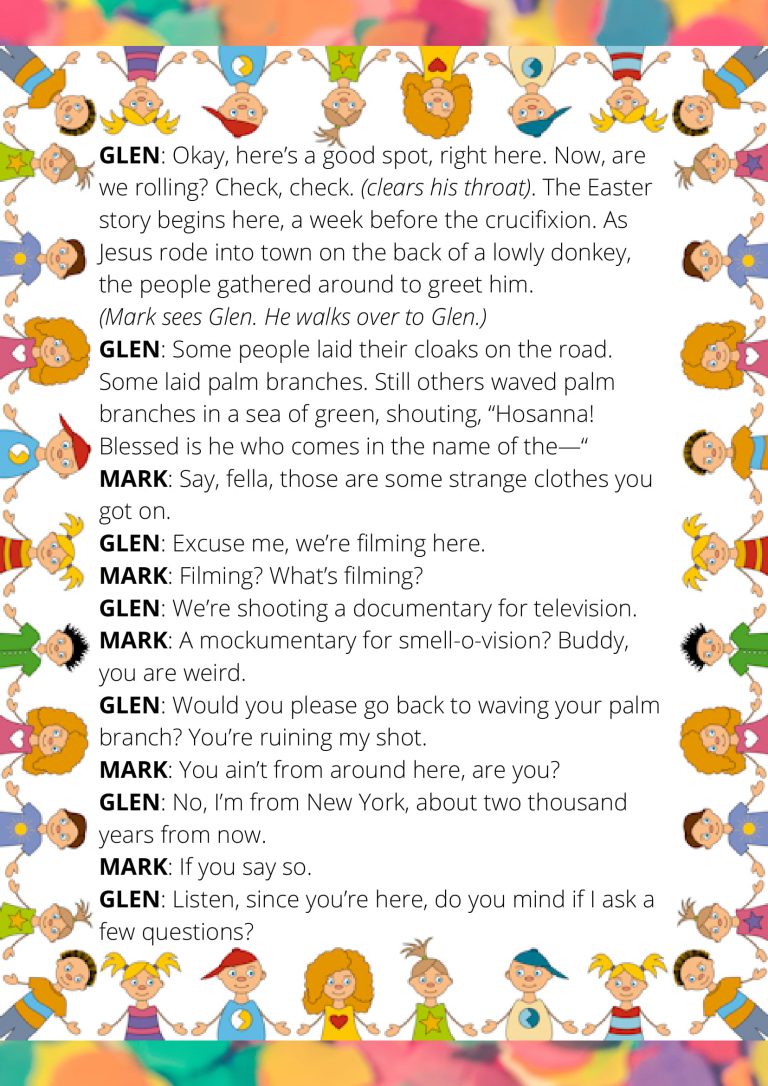 GLEN: Okay, here’s a good spot, right here. Now, are
we rolling? Check, check. (clears his throat). The Easter
story begins here, a week before the crucifixion. As
Jesus rode into town on the back of a lowly donkey,
the people gathered around to greet him.
(Mark sees Glen. He walks over to Glen.)
GLEN: Some people laid their cloaks on the road.
Some laid palm branches. Still others waved palm
branches in a sea of green, shouting, “Hosanna!
Blessed is he who comes in the name of the—“
MARK: Say, fella, those are some strange clothes you
got on.
GLEN: Excuse me, we’re filming here.
MARK: Filming? What’s filming?
GLEN: We’re shooting a documentary for television.
MARK: A mockumentary for smell-o-vision? Buddy,
you are weird.
GLEN: Would you please go back to waving your palm
branch? You’re ruining my shot.
MARK: You ain’t from around here, are you?
GLEN: No, I’m from New York, about two thousand
years from now.
MARK: If you say so.
GLEN: Listen, since you’re here, do you mind if I ask a
few questions?